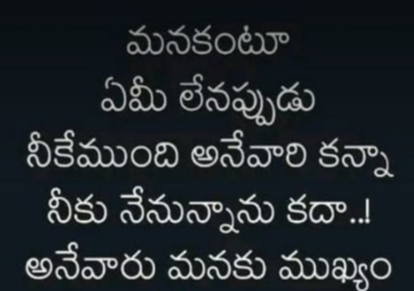 మనకంటూ
ఏమీ లేనప్పుడు
నీకేముంది అనేవారి కన్నా
నీకు నేనున్నాను కదా..!
అనేవారు మనకు ముఖ్యం